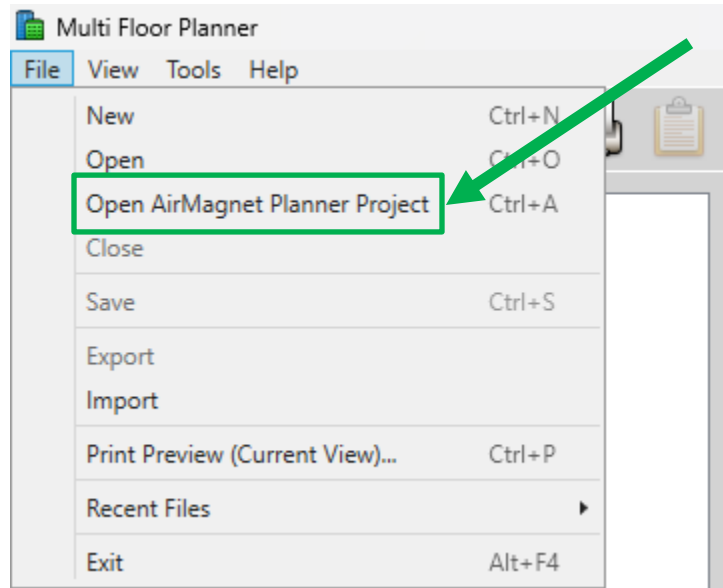 Multi Floor Planner
File View Tools Help
New Ctrl+N
Open Ctrl+O
Open AirMagnet Planner Project Ctrl+A
Close
Save Ctrl+S
Export
Import
Print Preview (Current View)... Ctrl+P
Recent Files
Exit Alt+F4